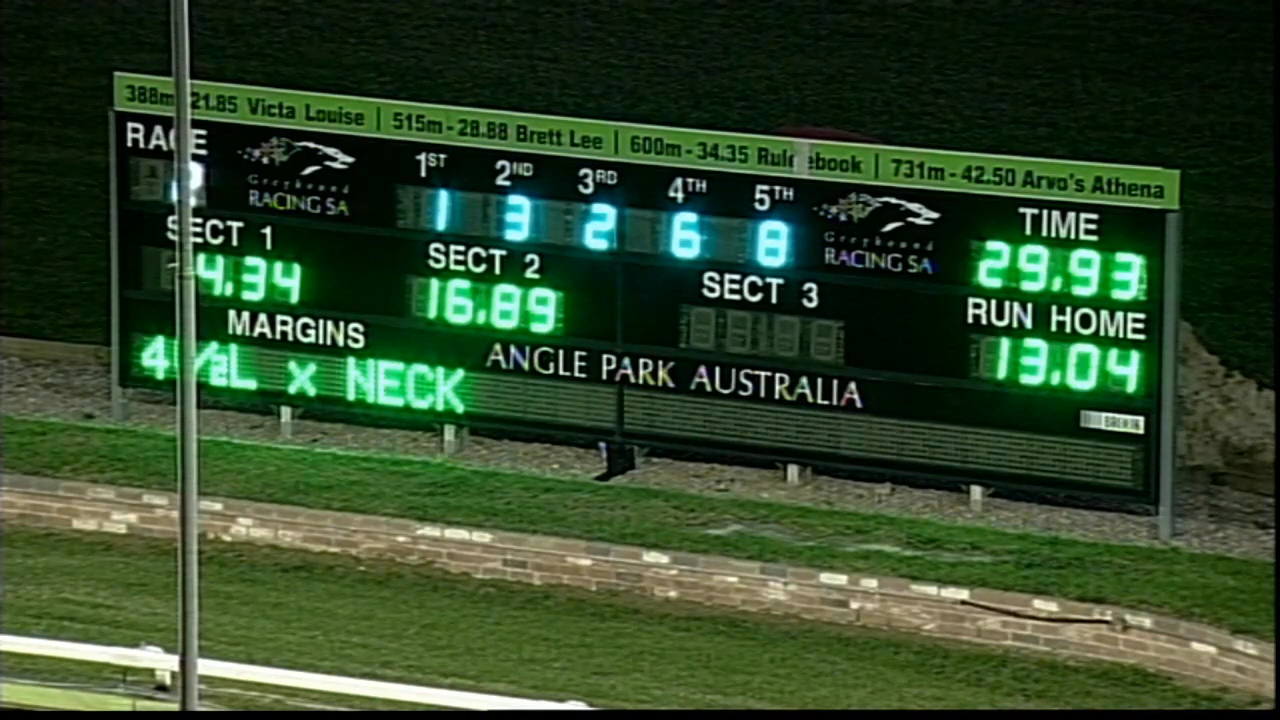 388m - 21.85 Victa Louise | 515m - 28.88 Brett Lee | 600m - 34.35 Rulebook | 731m - 42.50 Arvo's Athena
RACE
Greyhound
RACING SA
1ST 2ND 3RD 4TH 5TH
1 3 2 6 8
Greyhound
RACING SA
TIME
29.93
SECT 1
4.34
SECT 2
16.89
SECT 3
RUN HOME
13.04
MARGINS
4 1/2L x NECK
ANGLE PARK AUSTRALIA